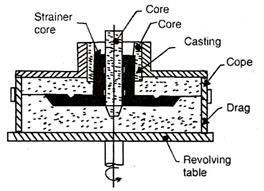 Strainer
core
Core
Core
Casting
Cope
Drag
Revolving
table